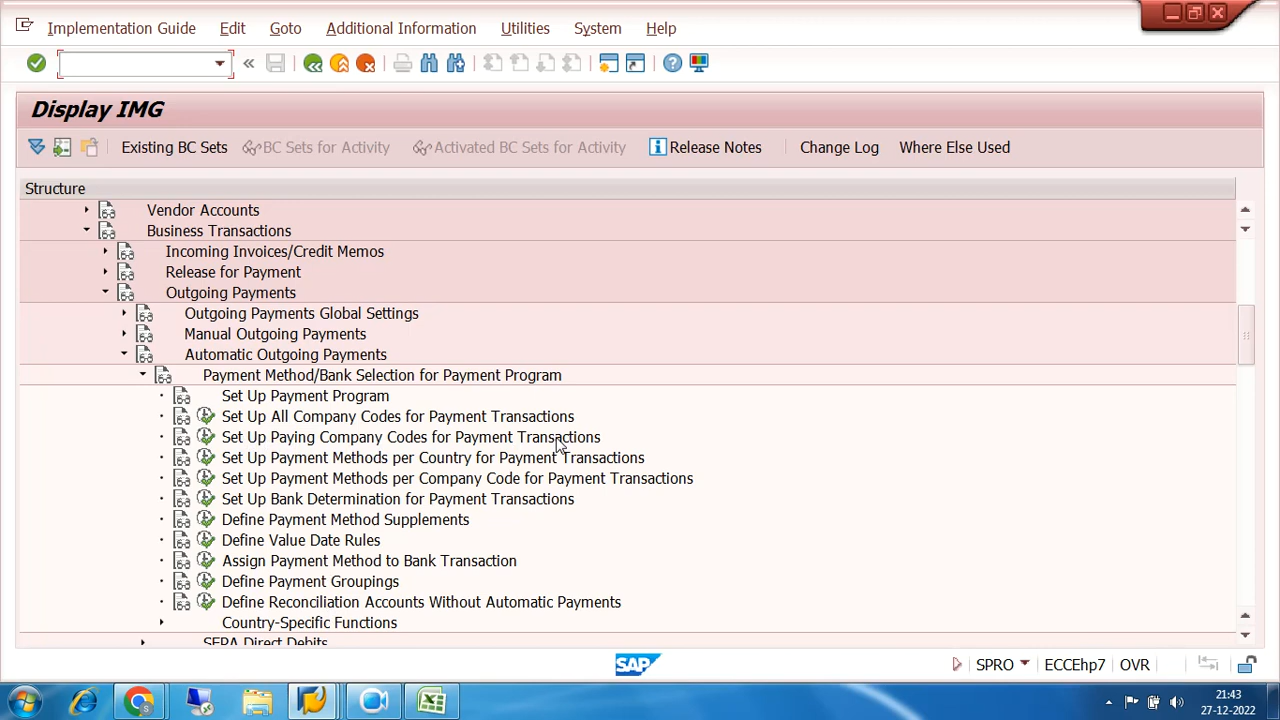 Implementation Guide Edit Goto Additional Information Utilities System Help
Display IMG
Existing BC Sets BC Sets for Activity Activated BC Sets for Activity Release Notes Change Log Where Else Used
Structure
Vendor Accounts
Business Transactions
Incoming Invoices/Credit Memos
Release for Payment
Outgoing Payments
Outgoing Payments Global Settings
Manual Outgoing Payments
Automatic Outgoing Payments
Payment Method/Bank Selection for Payment Program
Set Up Payment Program
Set Up All Company Codes for Payment Transactions
Set Up Paying Company Codes for Payment Transactions
Set Up Payment Methods per Country for Payment Transactions
Set Up Payment Methods per Company Code for Payment Transactions
Set Up Bank Determination for Payment Transactions
Define Payment Method Supplements
Define Value Date Rules
Assign Payment Method to Bank Transaction
Define Payment Groupings
Define Reconciliation Accounts Without Automatic Payments
Country-Specific Functions
SEPA Direct Debits
SAP SPRO ECCEhp7 OVR
21:43
27-12-2022